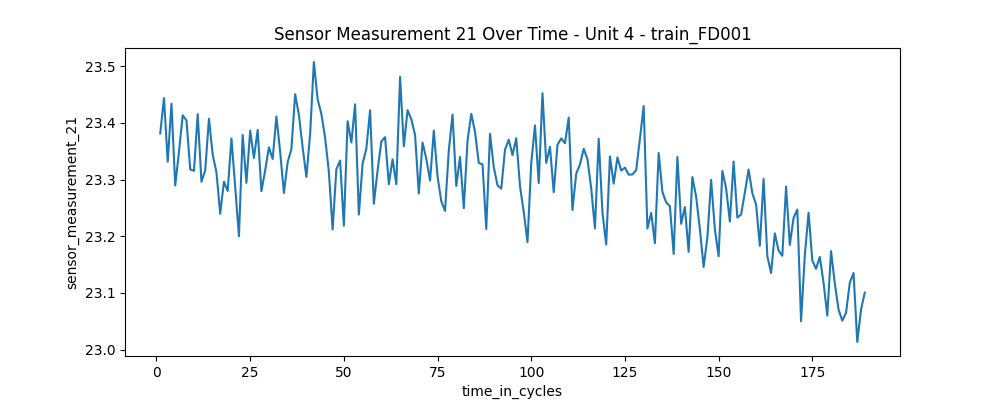 Sensor Measurement 21 Over Time - Unit 4 - train_FD001
23.5
23.4
23.3
23.2
23.1
23.0
sensor_measurement_21
0 25 50 75 100 125 150 175
time_in_cycles